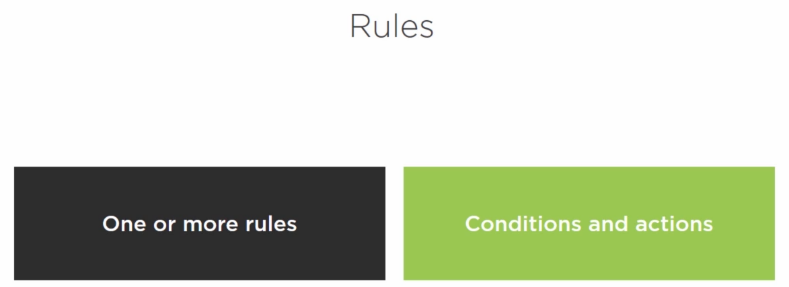 Rules
One or more rules
Conditions and actions